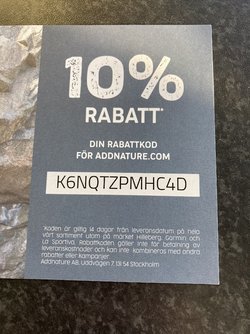 10%
RABATT*
DIN RABATTKOD
FÖR ADDNATURE.COM
K6NQTZPMHC4D
*Koden är giltig 14 dagar från leveransdatum på hela
vårt sortiment utom på märket Hilleberg, Garmin och
La Sportiva. Rabattkoden gäller inte för betalning av
leveranskostnader och kan inte kombineras med andra
rabatter eller kampanjer.
Addnature AB, Ludvägen 7, 131 54 Stockholm